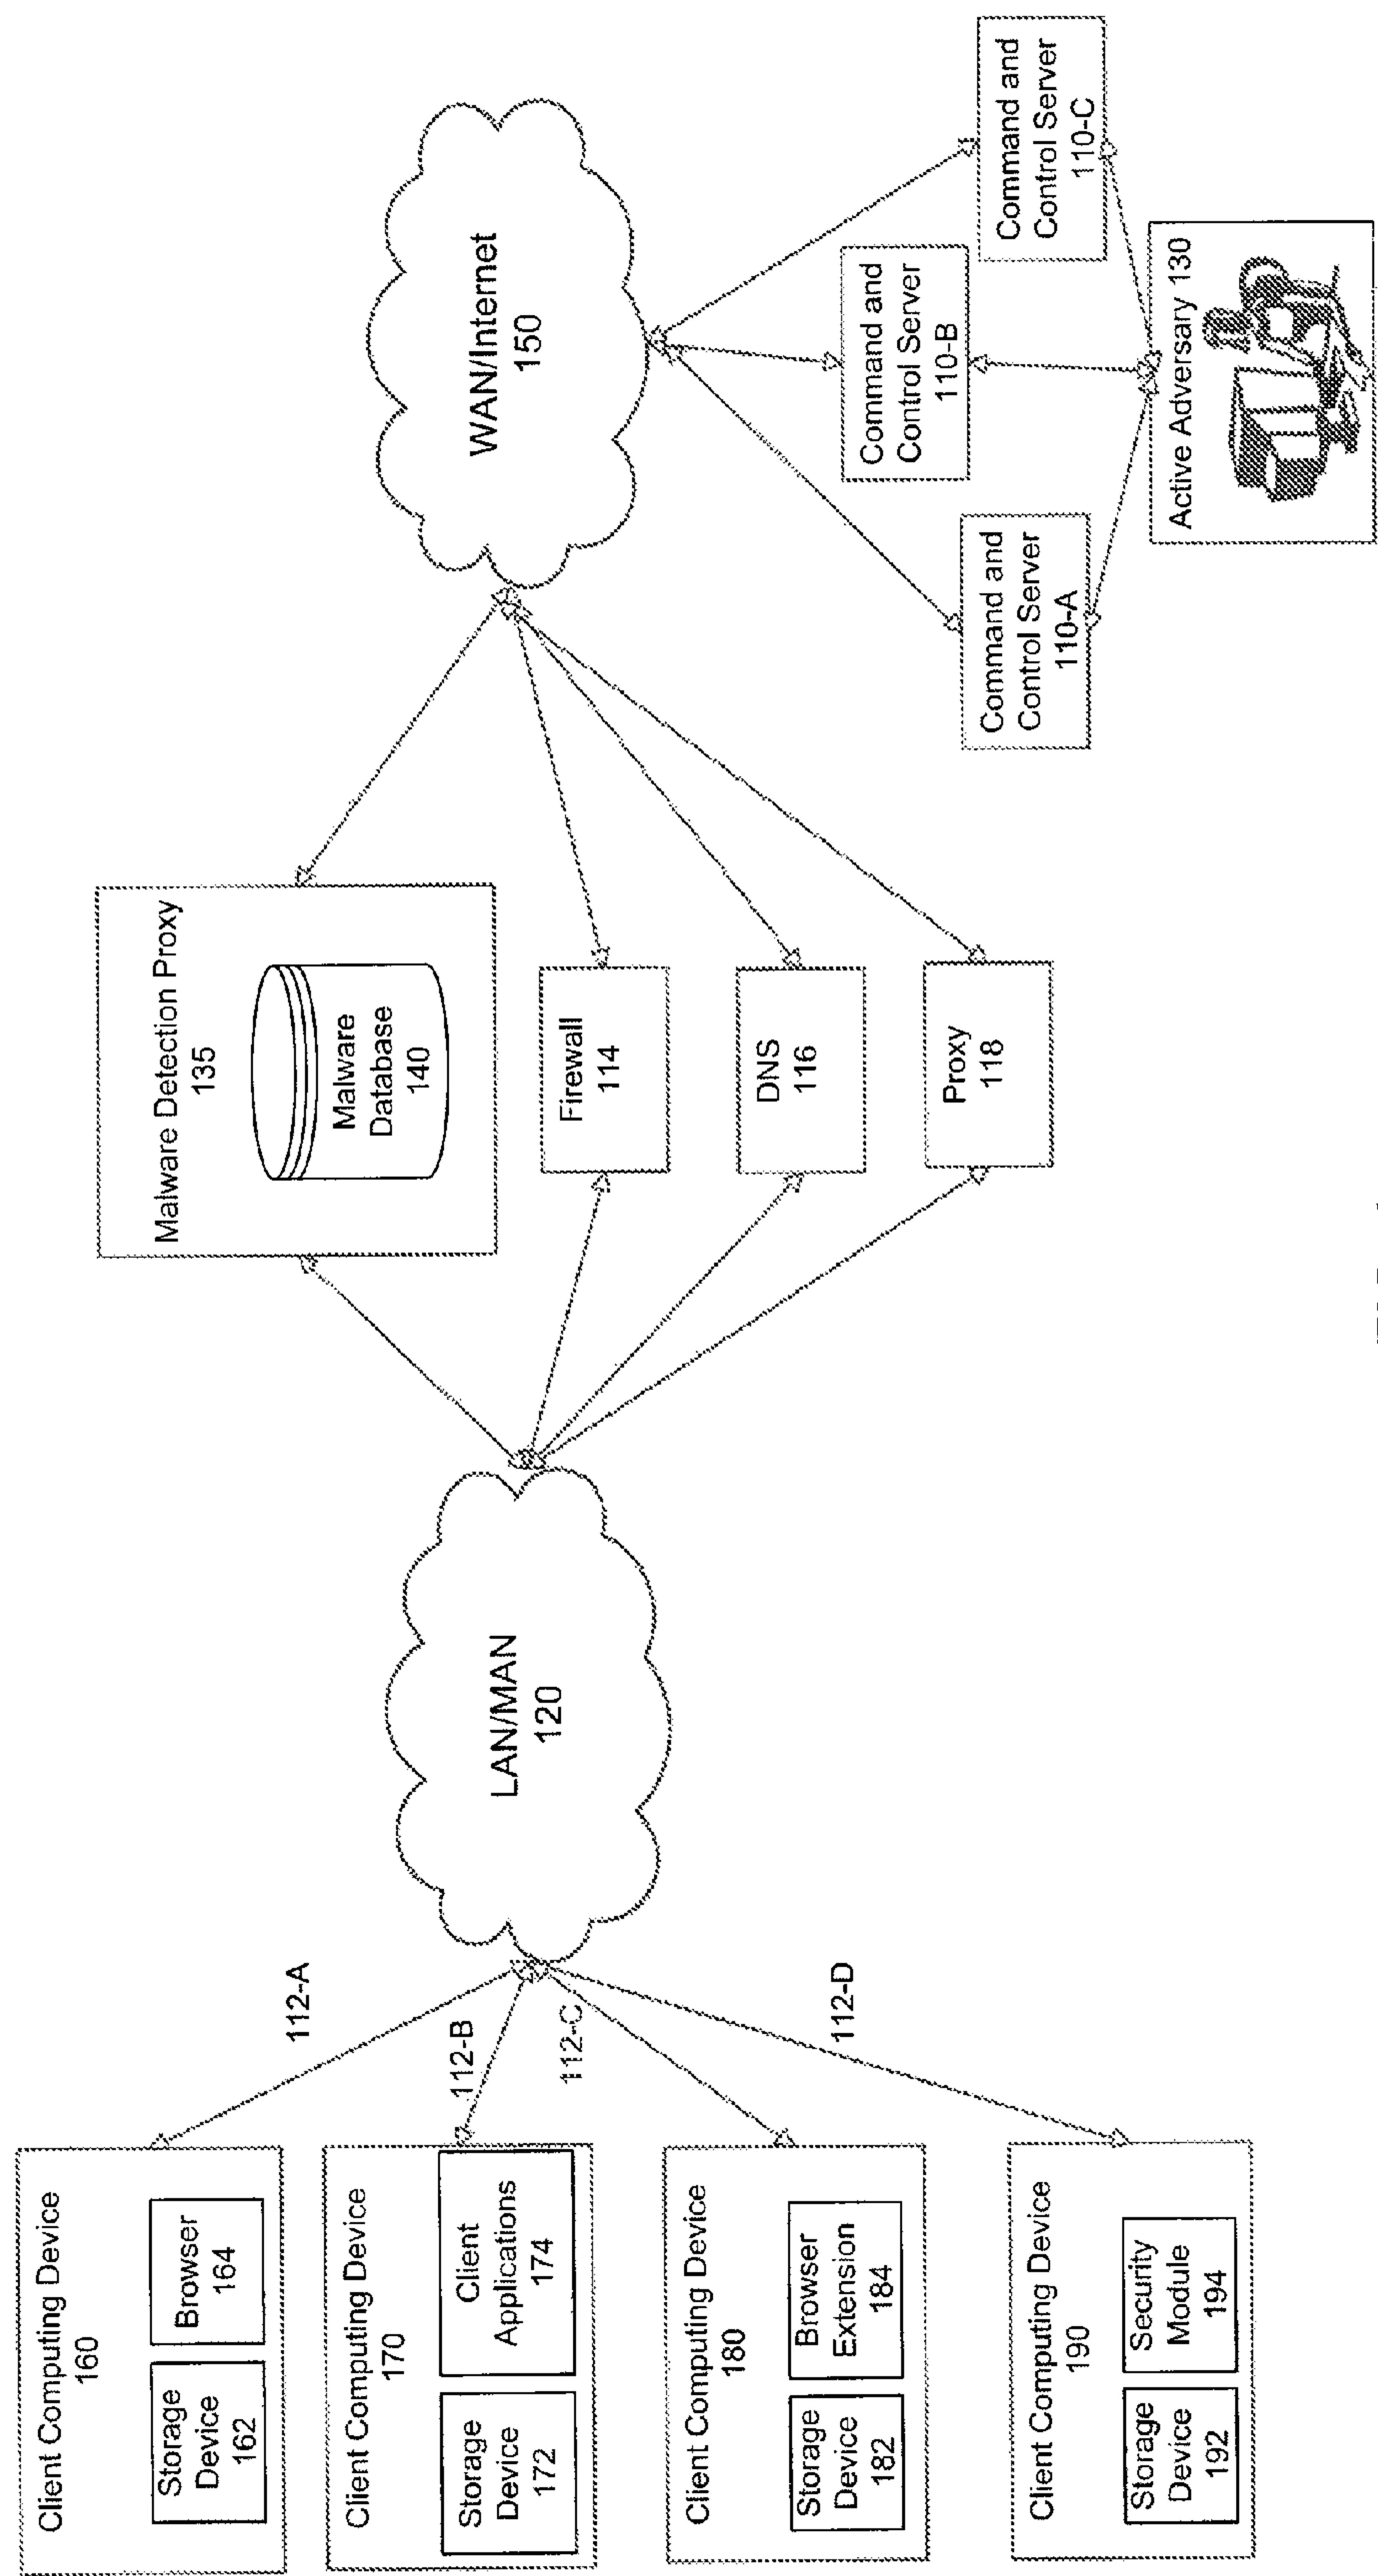 Client Computing Device
160
Storage
Device
162
Browser
164
Client Computing Device
170
Storage
Device
172
Client
Applications
174
Client Computing Device
180
Storage
Device
182
Browser
Extension
184
Client Computing Device
190
Storage
Device
192
Security
Module
194
112-A
112-B
112-C
112-D
LAN/MAN
120
Malware Detection Proxy
135
Malware
Database
140
Firewall
114
DNS
116
Proxy
118
WAN/Internet
150
Command and
Control Server
110-A
Command and
Control Server
110-B
Command and
Control Server
110-C
Active Adversary 130